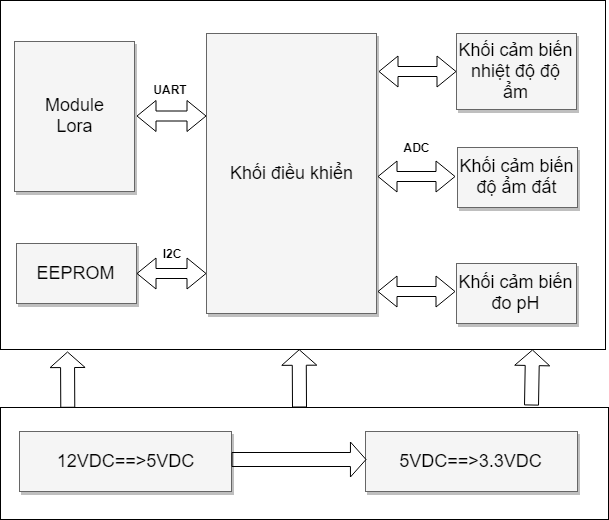 Module
Lora
UART
Khối điều khiển
Khối cảm biến
nhiệt độ độ
ẩm
ADC
Khối cảm biến
độ ẩm đất
EEPROM
I2C
Khối cảm biến
đo pH
12VDC==>5VDC
5VDC==>3.3VDC